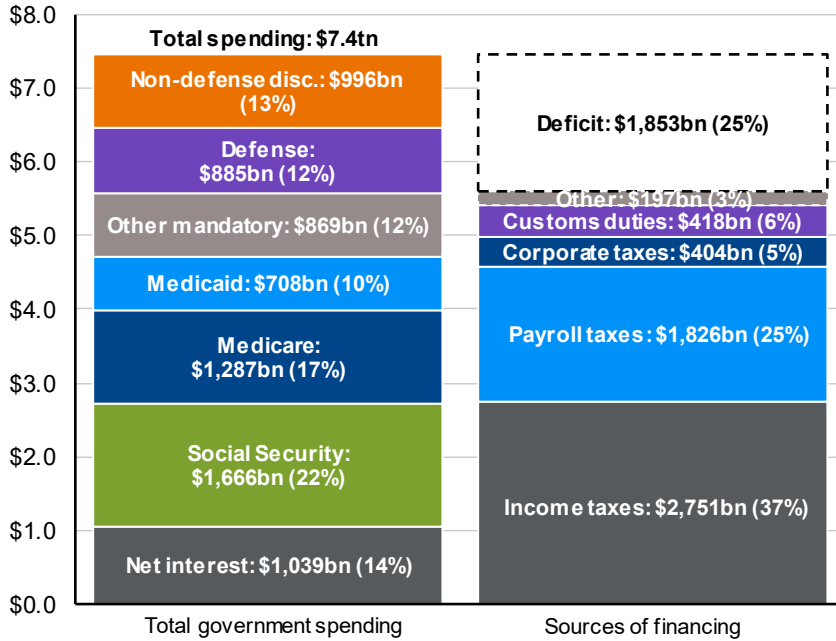 $8.0
$7.0
$6.0
$5.0
$4.0
$3.0
$2.0
$1.0
$0.0
Total spending: $7.4tn
Non-defense disc.: $996bn
(13%)
Defense:
$885bn (12%)
Other mandatory: $869bn (12%)
Medicaid: $708bn (10%)
Medicare:
$1,287bn (17%)
Social Security:
$1,666bn (22%)
Net interest: $1,039bn (14%)
Total government spending
Deficit: $1,853bn (25%)
Other: $197bn (3%)
Customs duties: $418bn (6%)
Corporate taxes: $404bn (5%)
Payroll taxes: $1,826bn (25%)
Income taxes: $2,751bn (37%)
Sources of financing